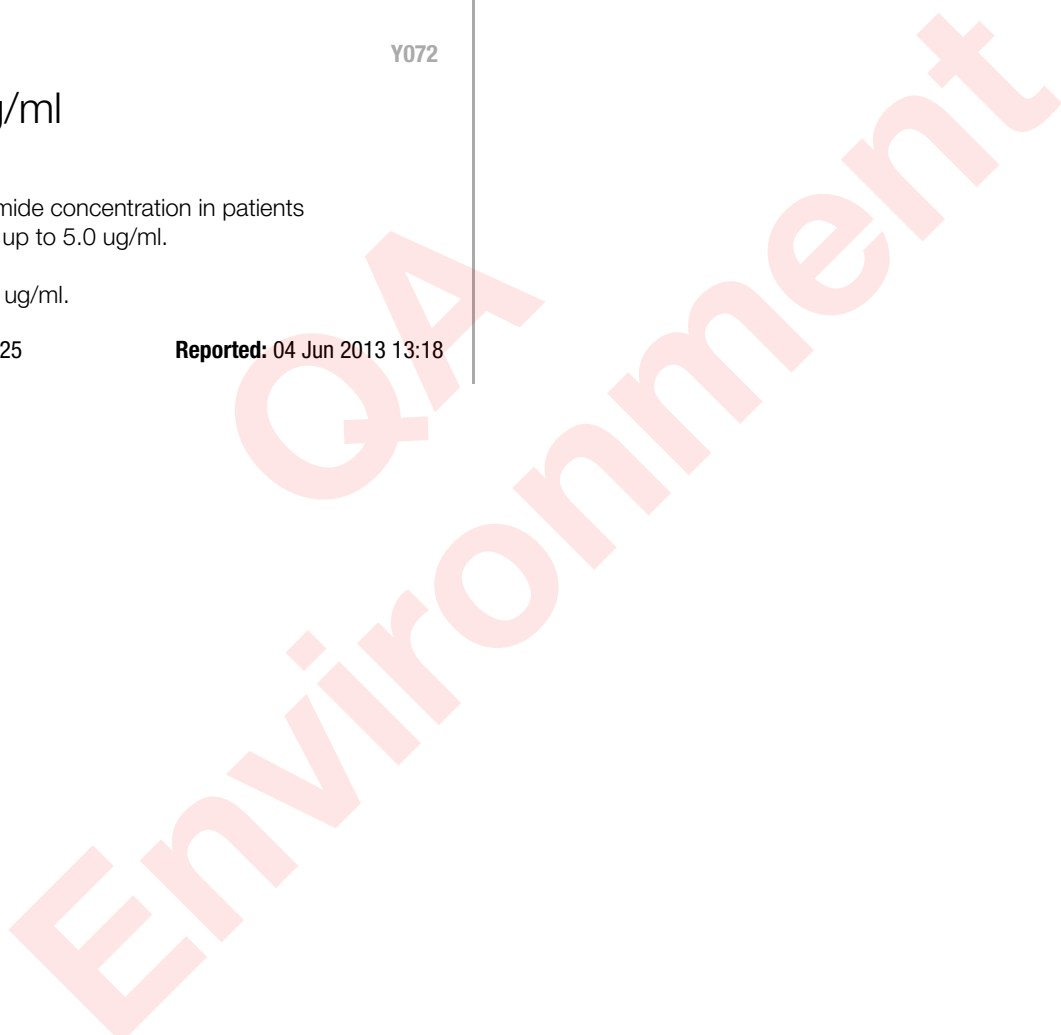 Y072
g/ml
mide concentration in patients
up to 5.0 ug/ml.
ug/ml.
25 Reported: 04 Jun 2013 13:18
QA
Environment